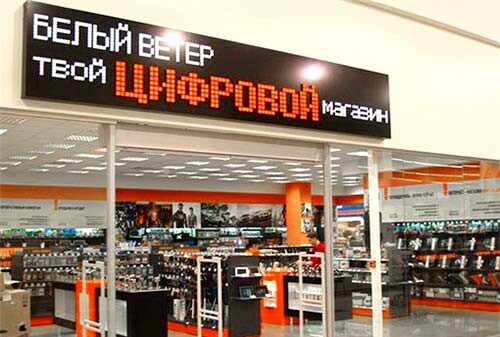 БЕЛЫЙ ВЕТЕР
ТВОЙ ЦИФРОВОЙ магазин